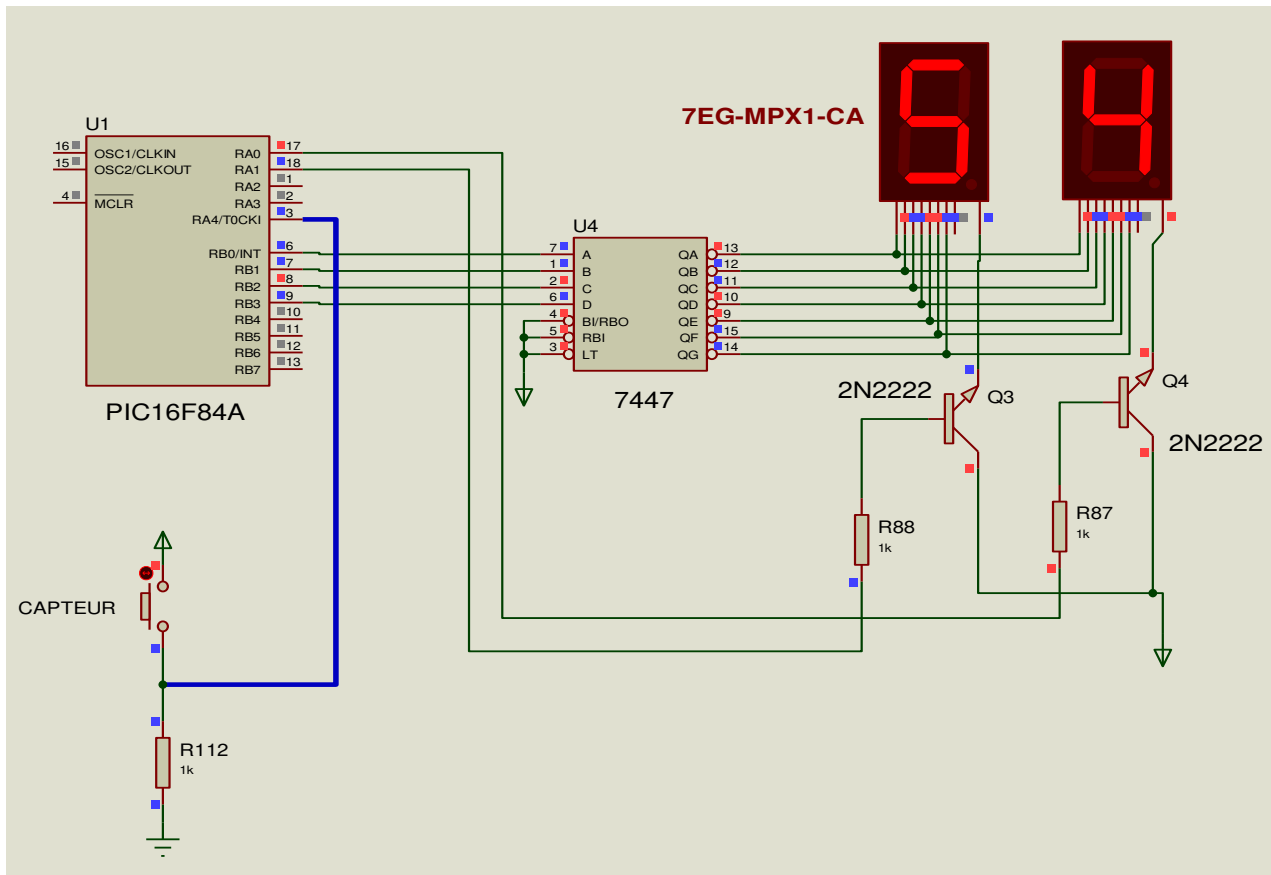 7EG-MPX1-CA
U1
16 OSC1/CLKIN RA0 17
15 OSC2/CLKOUT RA1 18
RA2 1
4 MCLR RA3 2
RA4/T0CKI 3
RB0/INT 6
RB1 7
RB2 8
RB3 9
RB4 10
RB5 11
RB6 12
RB7 13
PIC16F84A
U4
7 A QA 13
1 B QB 12
2 C QC 11
6 D QD 10
4 BI/RBO QE 9
5 RBI QF 15
3 LT QG 14
7447
54
2N2222
Q3
Q4
2N2222
R88
1k
R87
1k
CAPTEUR
R112
1k